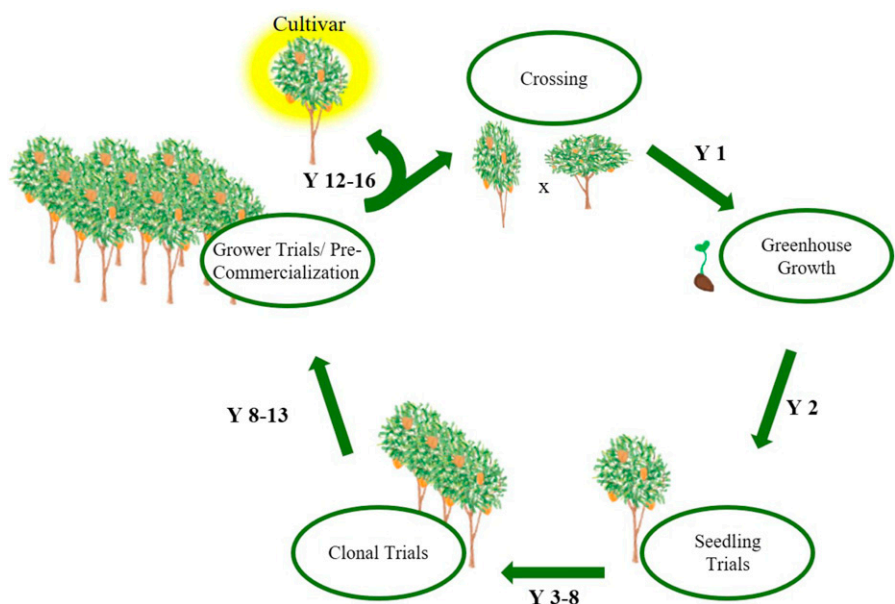 Cultivar
Crossing
Y 1
Y 12-16
x
Grower Trials/ Pre-
Commercialization
Greenhouse
Growth
Y 8-13
Y 2
Clonal Trials
Seedling
Trials
Y 3-8